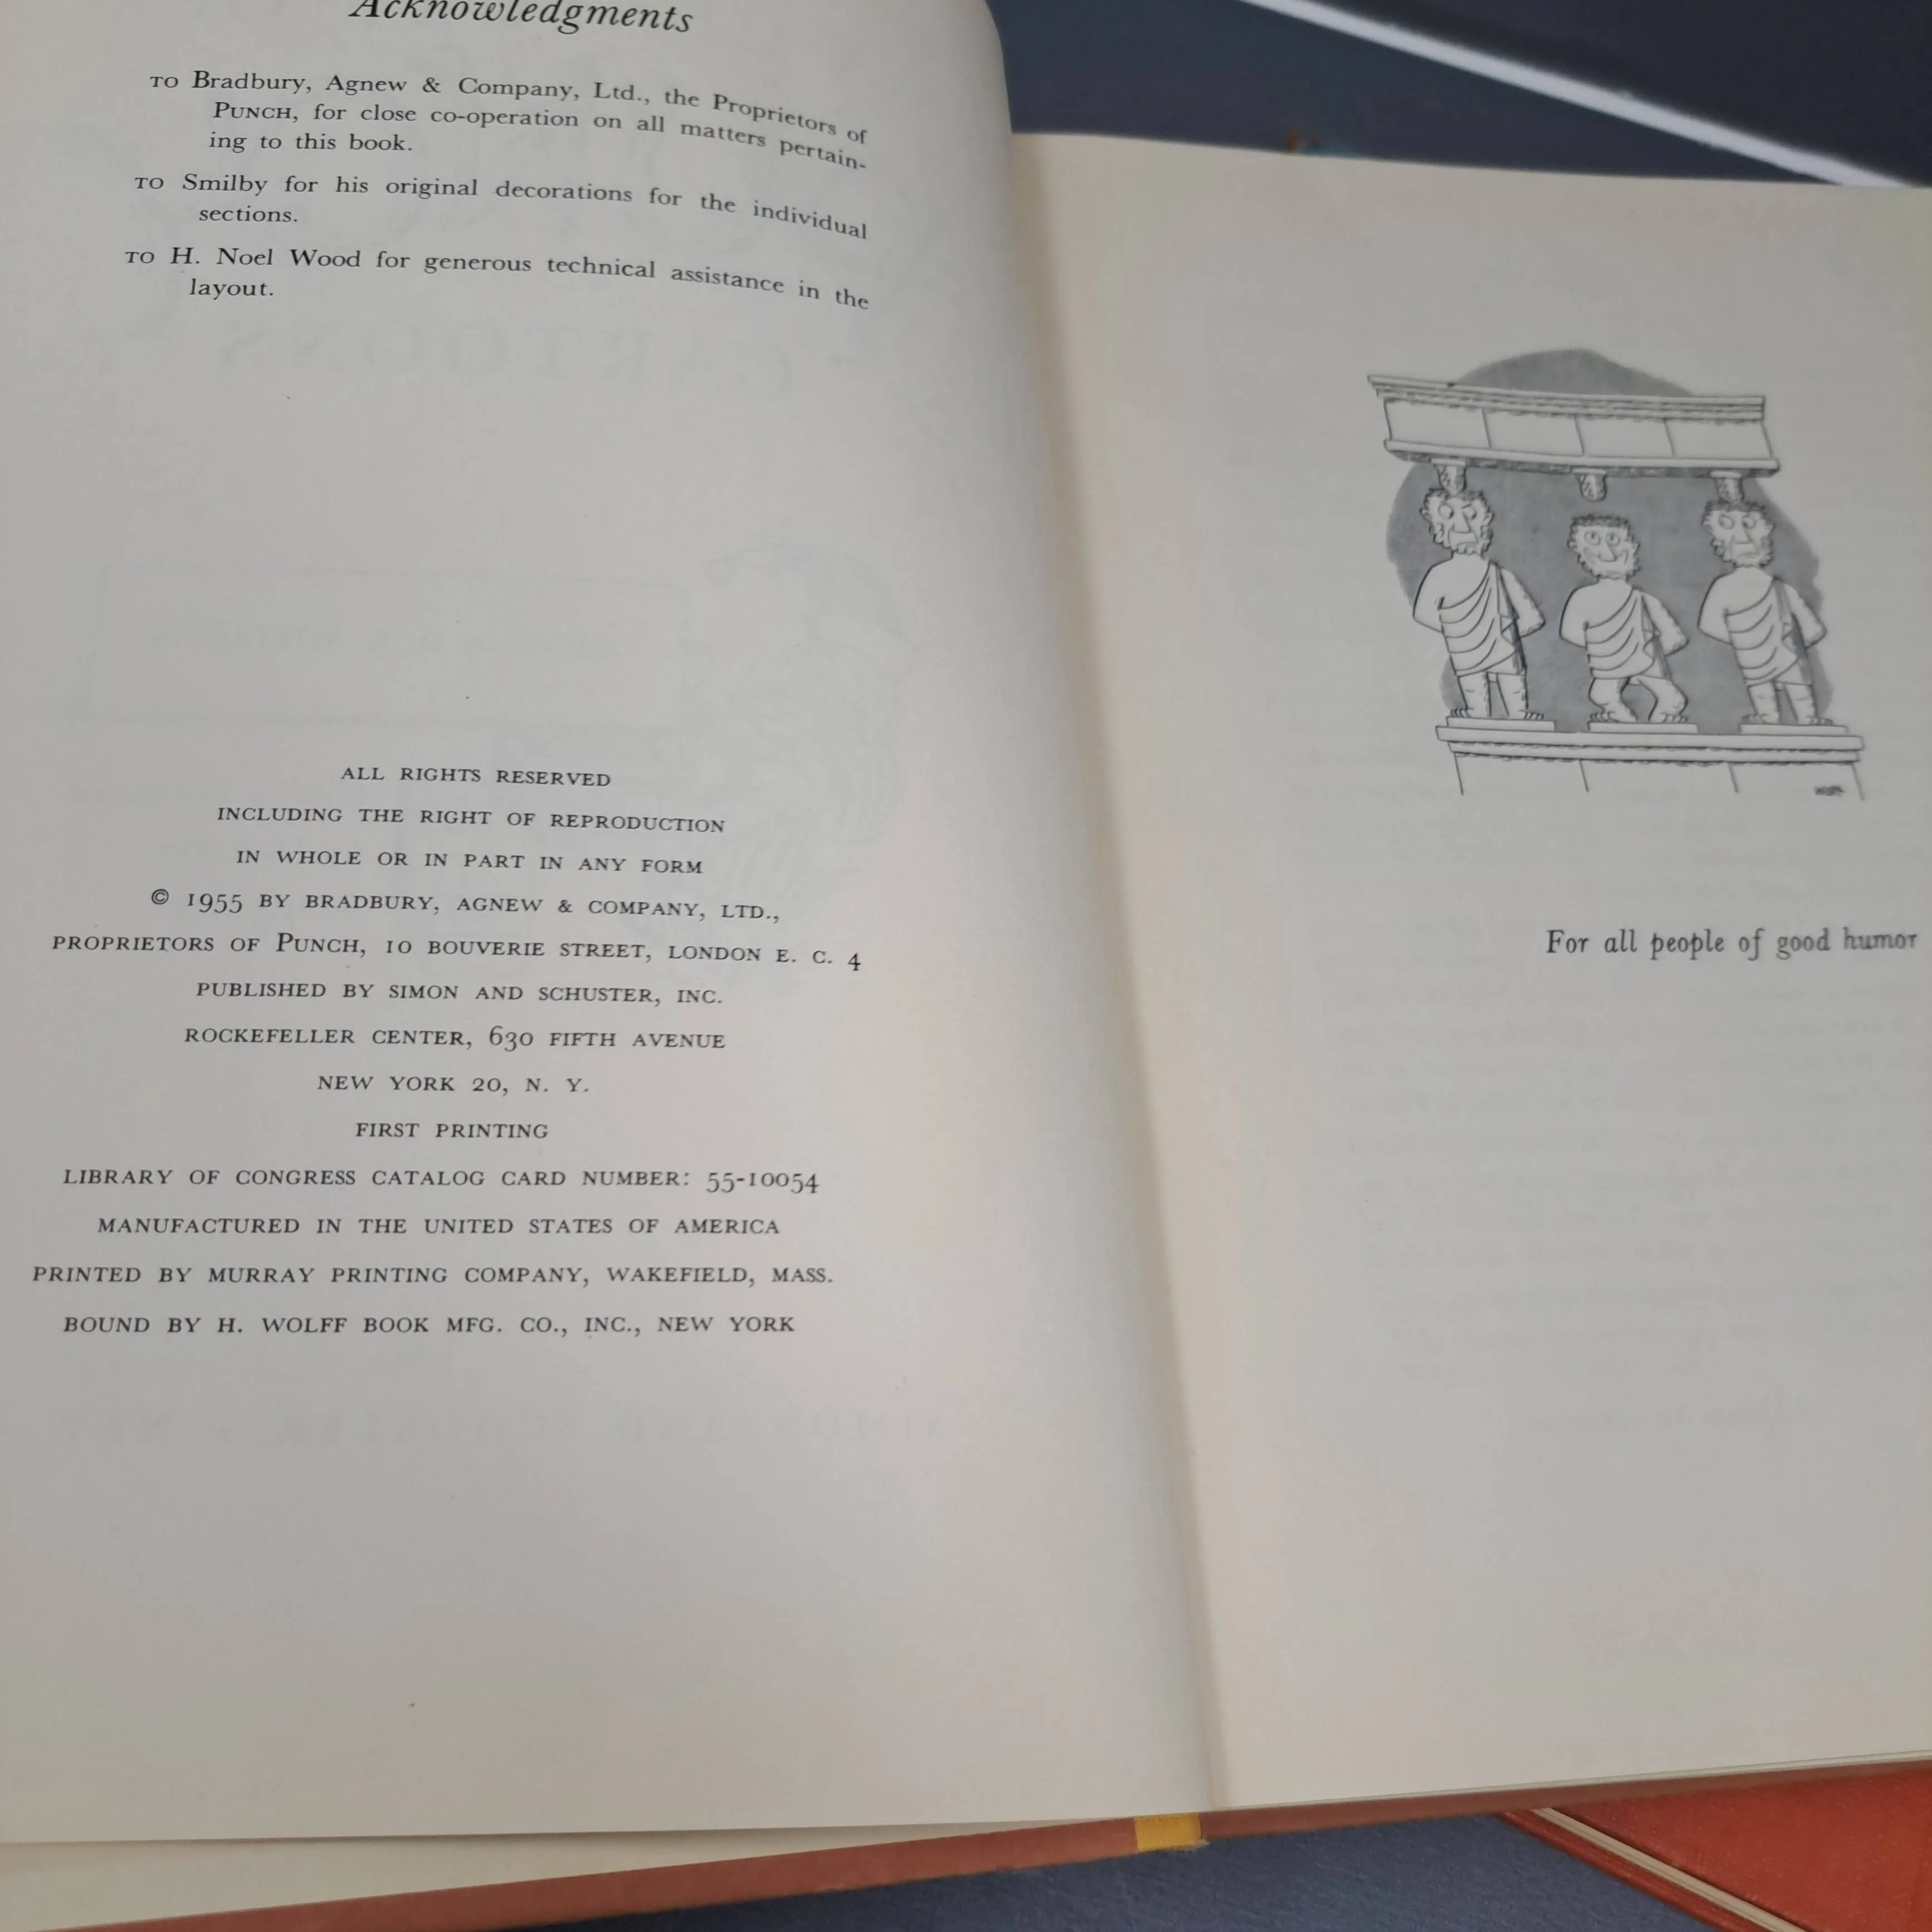 Acknowledgments
TO Bradbury, Agnew & Company, Ltd., the Proprietors of
PUNCH, for close co-operation on all matters pertain-
ing to this book.
TO Smilby for his original decorations for the individual
sections.
TO H. Noel Wood for generous technical assistance in the
layout.
ALL RIGHTS RESERVED
INCLUDING THE RIGHT OF REPRODUCTION
IN WHOLE OR IN PART IN ANY FORM
© 1955 BY BRADBURY, AGNEW & COMPANY, LTD.,
PROPRIETORS OF PUNCH, 10 BOUVERIE STREET, LONDON E. C. 4
PUBLISHED BY SIMON AND SCHUSTER, INC.
ROCKEFELLER CENTER, 630 FIFTH AVENUE
NEW YORK 20, N. Y.
FIRST PRINTING
LIBRARY OF CONGRESS CATALOG CARD NUMBER: 55-10054
MANUFACTURED IN THE UNITED STATES OF AMERICA
PRINTED BY MURRAY PRINTING COMPANY, WAKEFIELD, MASS.
BOUND BY H. WOLFF BOOK MFG. CO., INC., NEW YORK
For all people of good humor